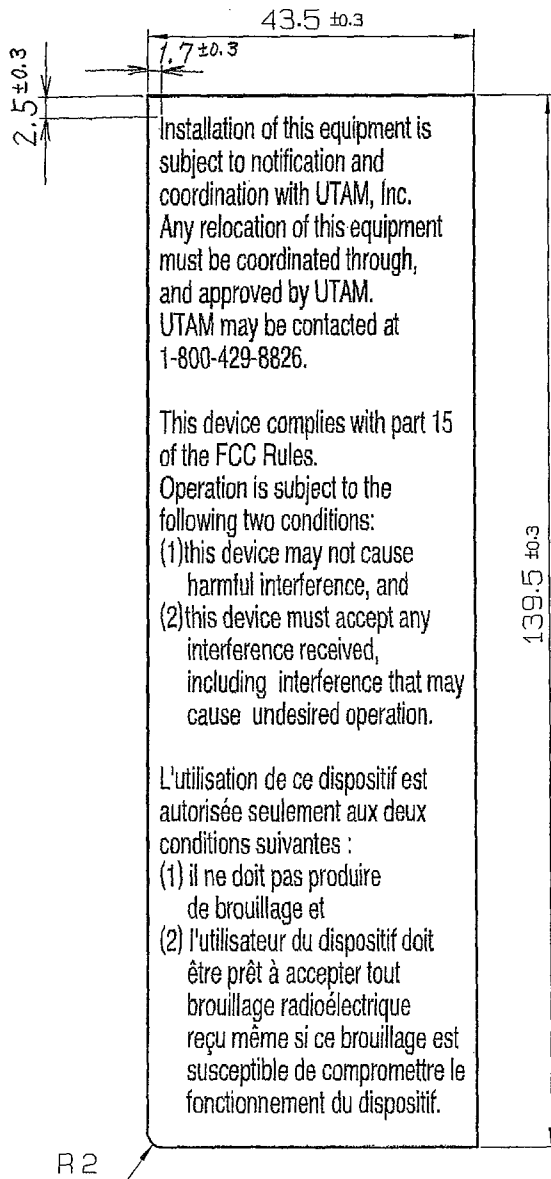 43.5 ±0.3
1.7 ±0.3
2.5 ±0.3
Installation of this equipment is
subject to notification and
coordination with UTAM, Inc.
Any relocation of this equipment
must be coordinated through,
and approved by UTAM.
UTAM may be contacted at
1-800-429-8826.
This device complies with part 15
of the FCC Rules.
Operation is subject to the
following two conditions:
(1)this device may not cause
harmful interference, and
(2)this device must accept any
interference received,
including interference that may
cause undesired operation.
139.5 ±0.3
L'utilisation de ce dispositif est
autorisée seulement aux deux
conditions suivantes :
(1) il ne doit pas produire
de brouillage et
(2) l'utilisateur du dispositif doit
être prêt à accepter tout
brouillage radioélectrique
reçu même si ce brouillage est
susceptible de compromettre le
fonctionnement du dispositif.
R2